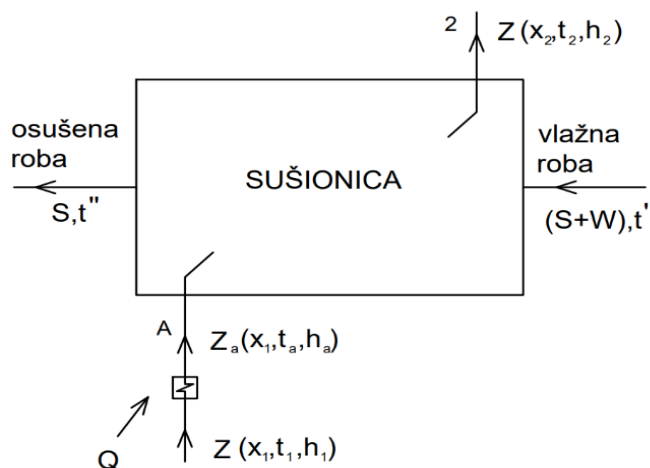 2 Z(x₂,t₂,h₂)
osušena
roba
S,t"
SUŠIONICA
vlažna
roba
(S+W),t'
A Zₐ(x₁,tₐ,hₐ)
Q
Z(x₁,t₁,h₁)